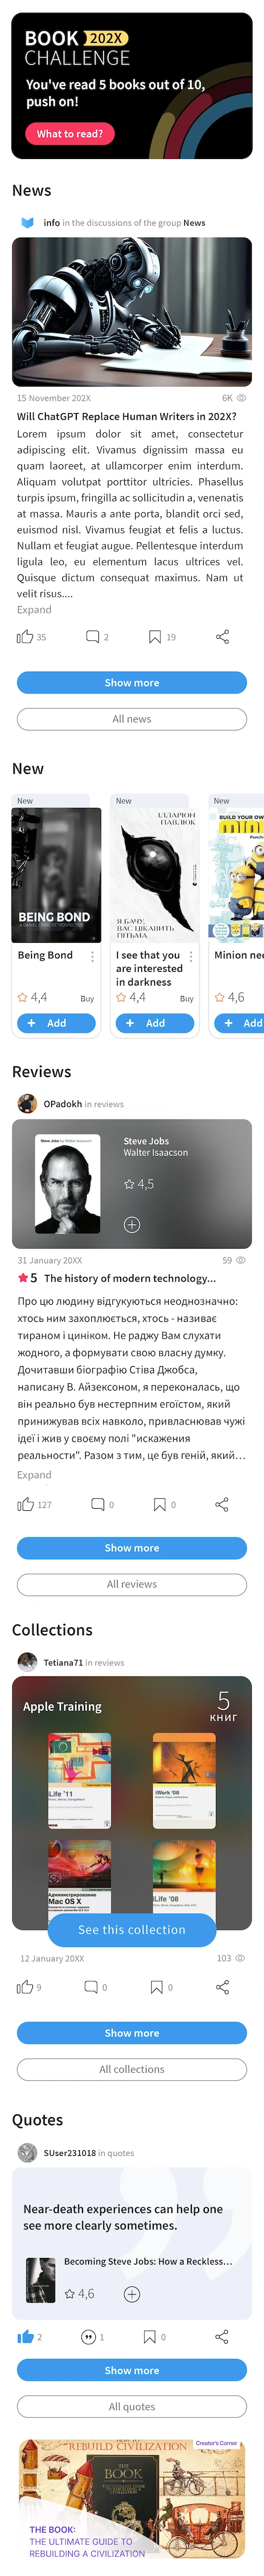 BOOK 202X
CHALLENGE
You've read 5 books out of 10,
push on!
What to read?
News
info in the discussions of the group News
15 November 202X
6K
Will ChatGPT Replace Human Writers in 202X?
Lorem ipsum dolor sit amet, consectetur
adipiscing elit. Vivamus dignissim massa eu
quam laoreet, at ullamcorper enim interdum.
Aliquam volutpat porttitor ultricies. Phasellus
turpis ipsum, fringilla ac sollicitudin a, venenatis
at massa. Mauris a ante porta, blandit orci sed,
euismod nisl. Vivamus feugiat et felis a luctus.
Nullam et feugiat augue. Pellentesque interdum
ligula leo, eu elementum lacus ultrices vel.
Quisque dictum consequat maximus. Nam ut
velit risus....
Expand
35 2 19
Show more
All news
New
New
BEING BOND
Being Bond
4,4
Buy
+ Add
New
ІЛЛАРІОН
ПАВЛЮК
Я БАЧУ,
ВАС ЦІКАВИТЬ
ПІТЬМА
I see that you
are interested
in darkness
4,4
Buy
+ Add
New
BUILD YOUR OW
Minion nee
4,6
+ Add
Reviews
OPadokh in reviews
Steve Jobs by Walter Isaacson
Steve Jobs
Walter Isaacson
4,5
31 January 20XX
59
5 The history of modern technology...
Про цю людину відгукуються неоднозначно:
хтось ним захоплюється, хтось - називає
тираном і циніком. Не раджу Вам слухати
жодного, а формувати свою власну думку.
Дочитавши біографію Стіва Джобса,
написану В. Айзексоном, я переконалась, що
він реально був нестерпним егоїстом, який
принижував всіх навколо, привласнював чужі
ідеї і жив у своєму полі "искажения
реальности". Разом з тим, це був геній, який...
Expand
127 0 0
Show more
All reviews
Collections
Tetiana71 in reviews
Apple Training
5
КНИГ
iLife '11
iWork '08
Администрирование
Mac OS X
iLife '08
See this collection
12 January 20XX
103
9 0 0
Show more
All collections
Quotes
SUser231018 in quotes
Near-death experiences can help one
see more clearly sometimes.
Becoming Steve Jobs: How a Reckless...
4,6
2 1 0
Show more
All quotes
Creator's Corner
REBUILD CIVILIZATION
THE
BOOK
THE BOOK:
THE ULTIMATE GUIDE TO
REBUILDING A CIVILIZATION